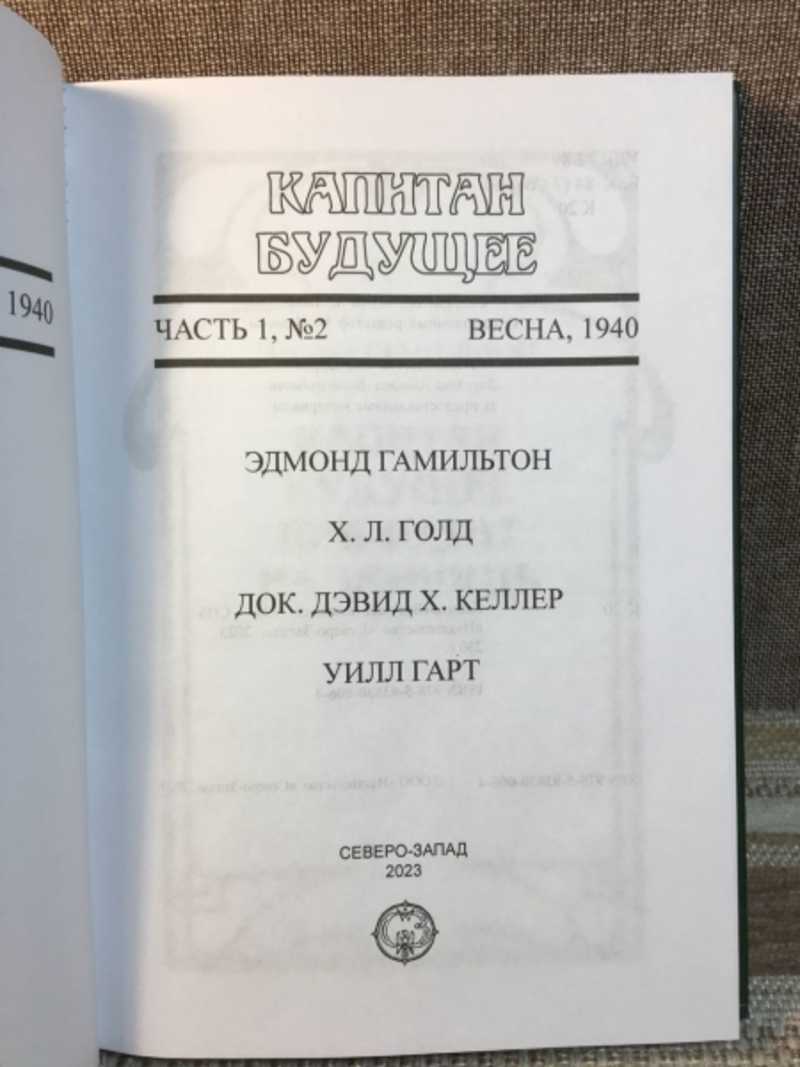 1940
КАПИТАН
БУДУЩЕЕ
ЧАСТЬ 1, №2 ВЕСНА, 1940
ЭДМОНД ГАМИЛЬТОН
Х. Л. ГОЛД
ДОК. ДЭВИД Х. КЕЛЛЕР
УИЛЛ ГАРТ
СЕВЕРО-ЗАПАД
2023